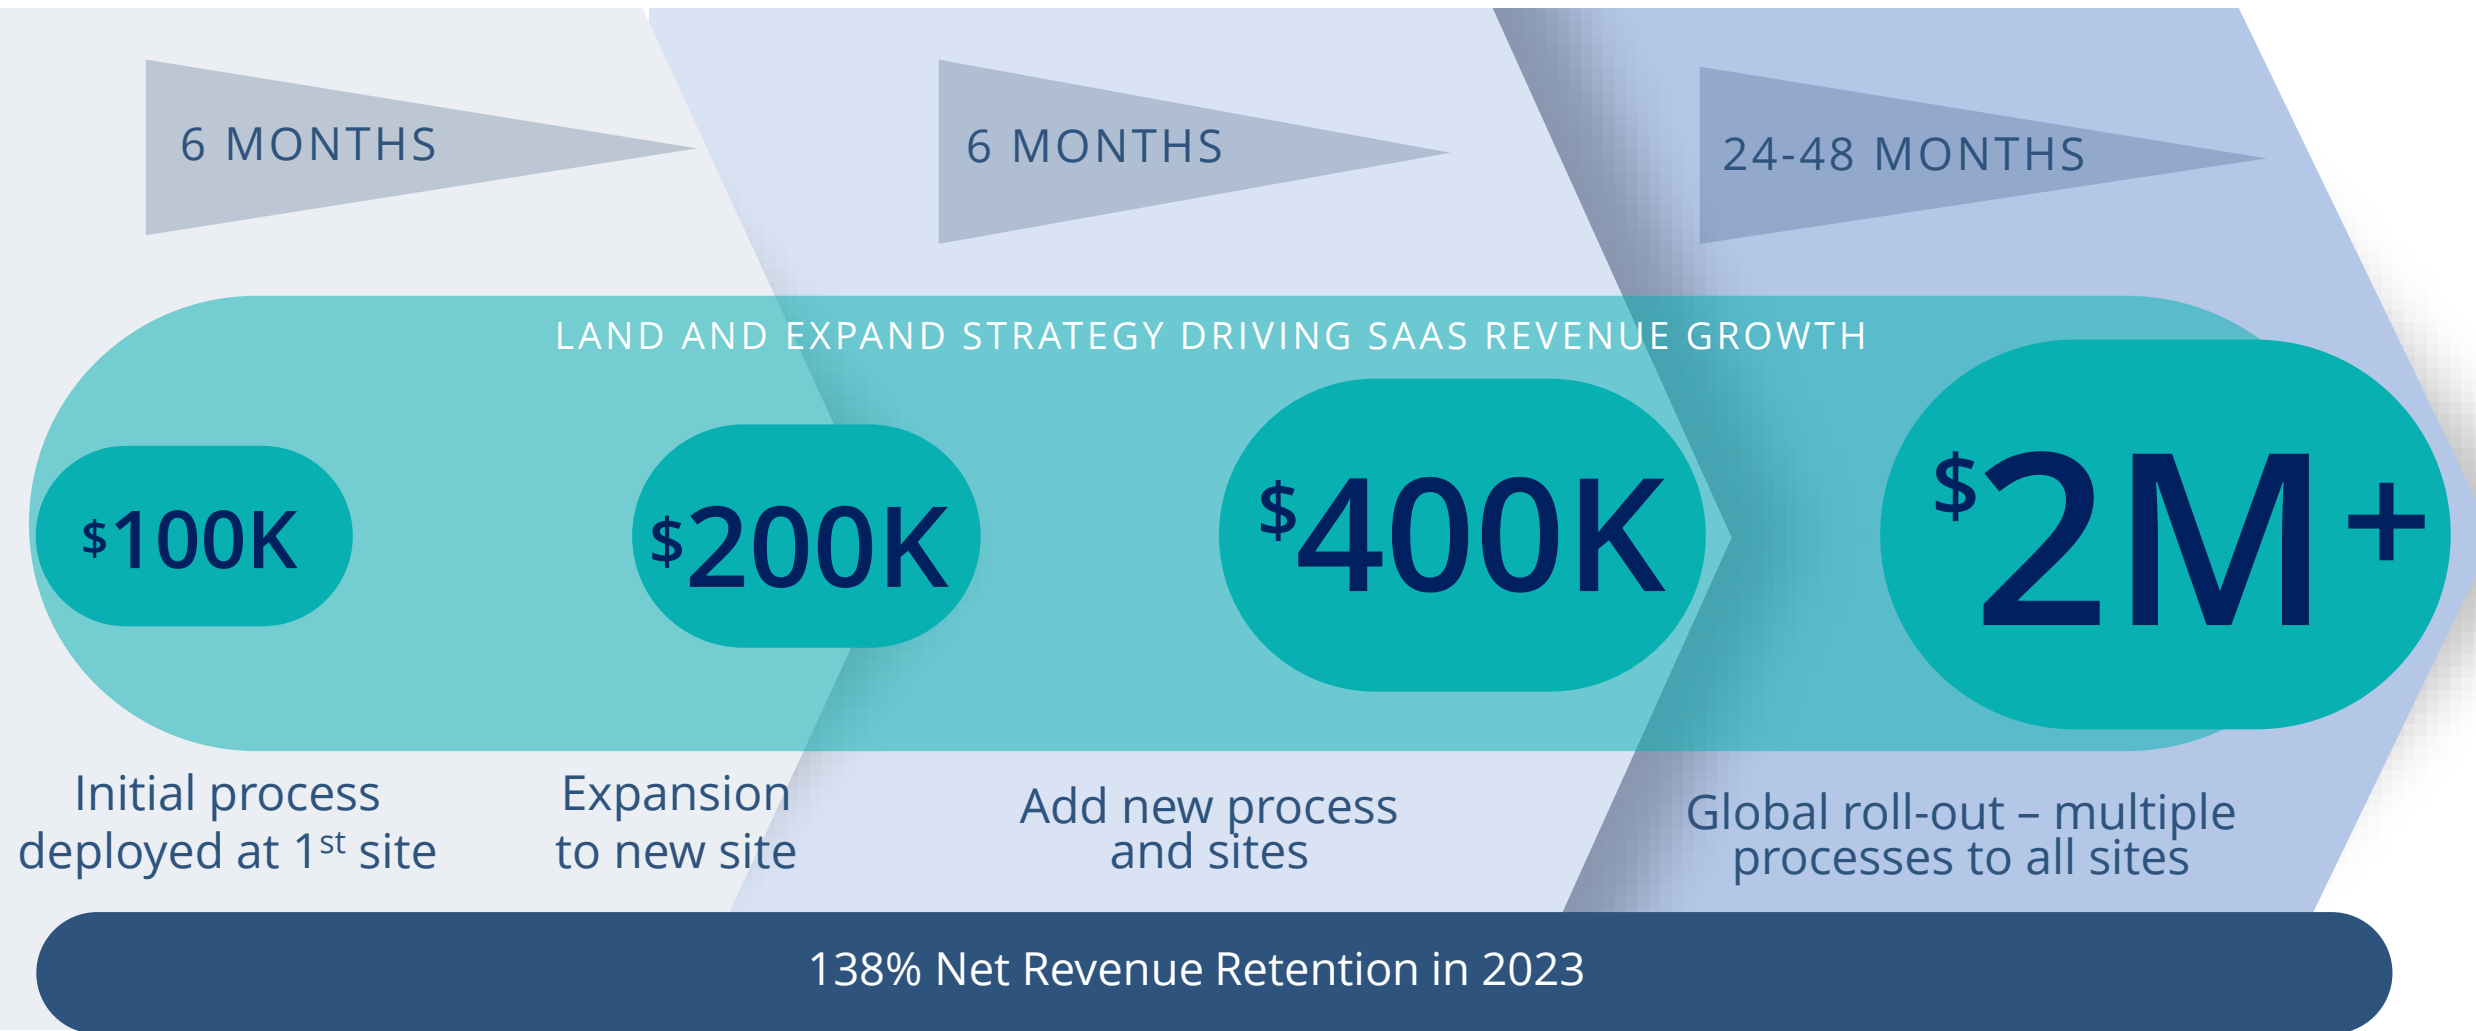 6 MONTHS
6 MONTHS
24-48 MONTHS
LAND AND EXPAND STRATEGY DRIVING SAAS REVENUE GROWTH
$100K
$200K
$400K
$2M+
Initial process
deployed at 1st site
Expansion
to new site
Add new process
and sites
Global roll-out – multiple
processes to all sites
138% Net Revenue Retention in 2023